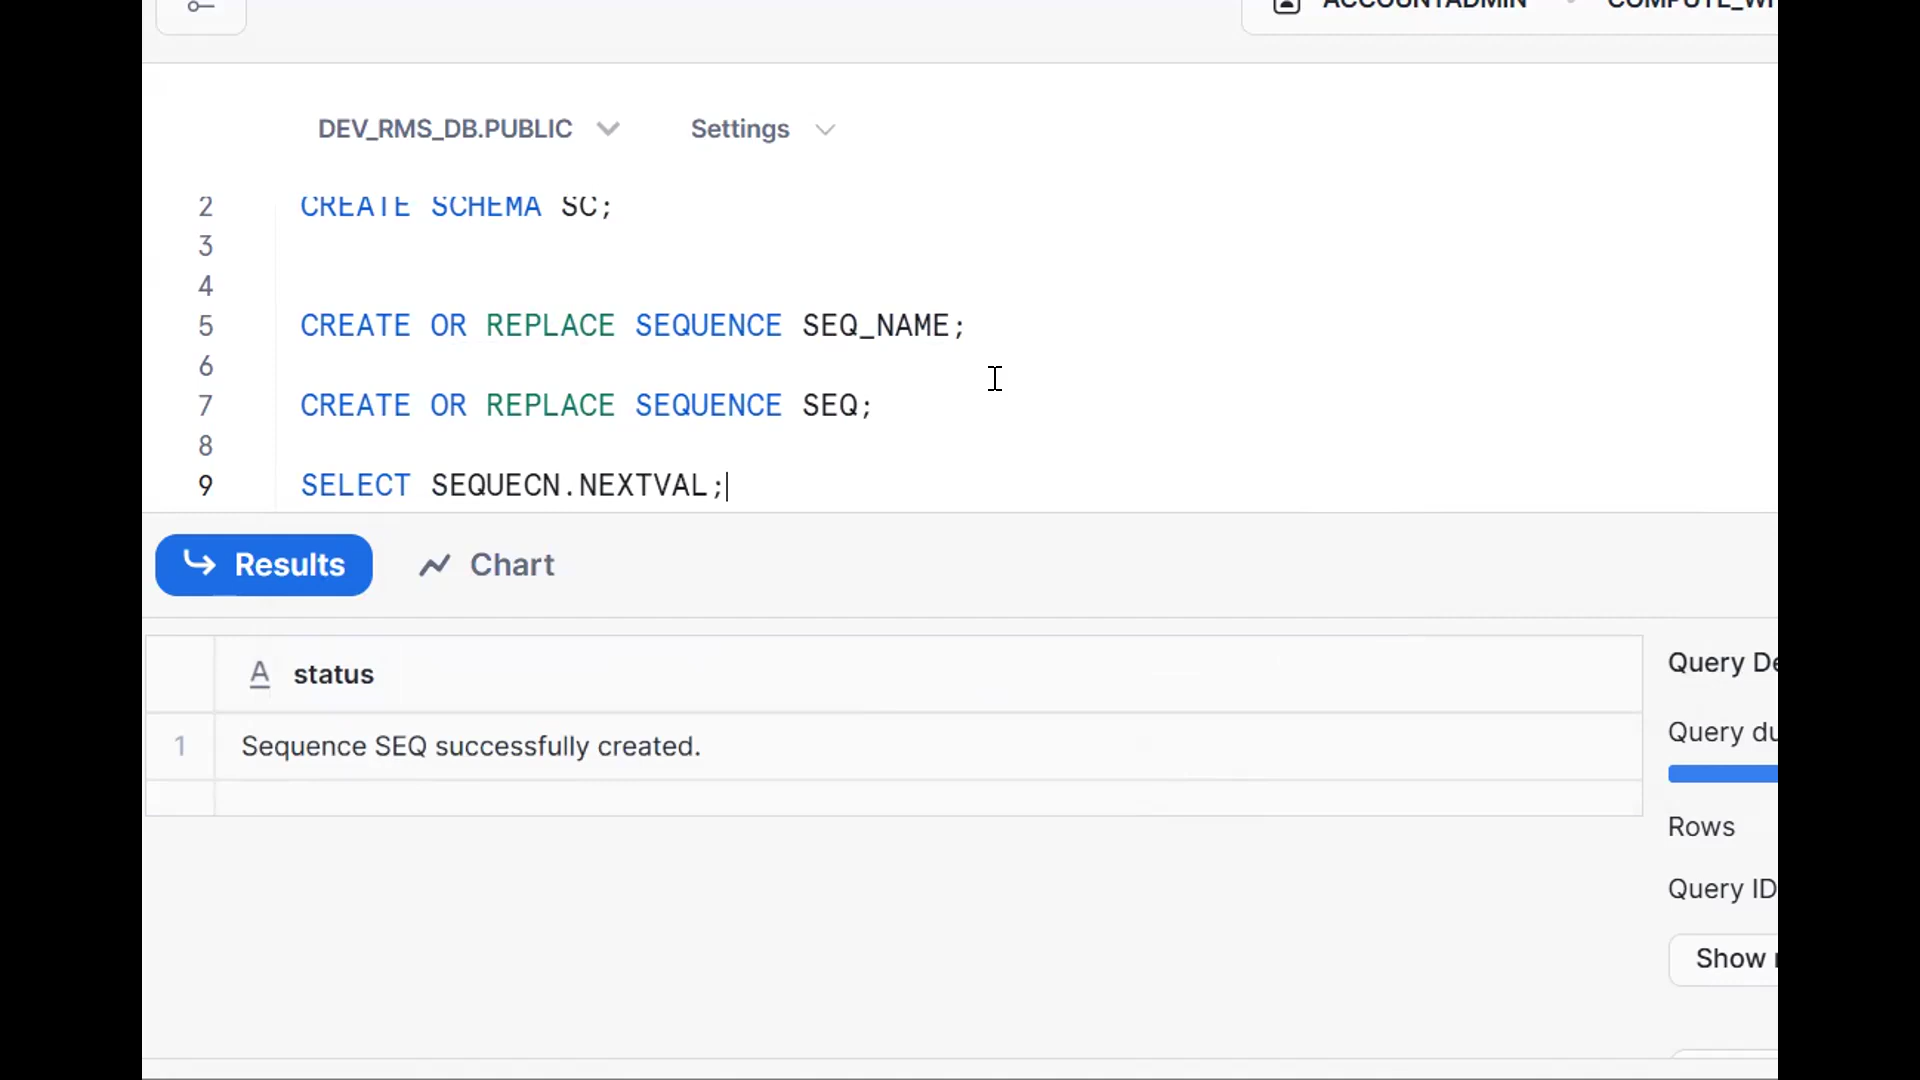 ACCOUNTADMIN
DEV_RMS_DB.PUBLIC Settings
2 CREATE SCHEMA SC;
3
4
5 CREATE OR REPLACE SEQUENCE SEQ_NAME;
6
7 CREATE OR REPLACE SEQUENCE SEQ;
8
9 SELECT SEQUECN.NEXTVAL;
Results Chart
A status
1 Sequence SEQ successfully created.
Query De
Query du
Rows
Query ID
Show